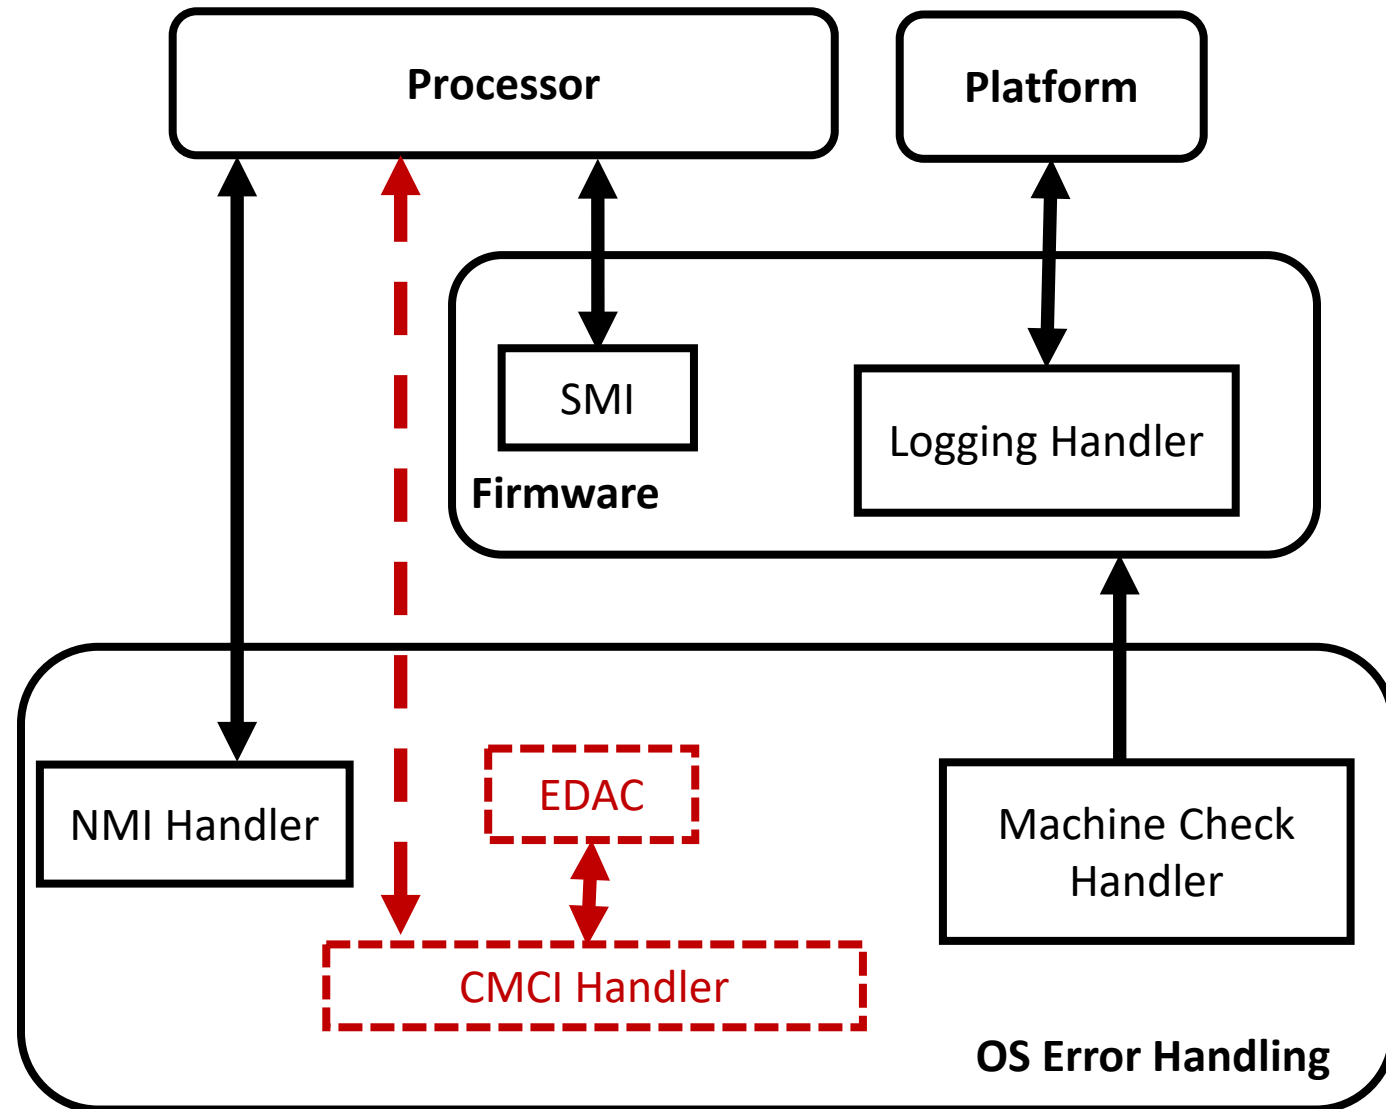 Processor
Platform
SMI
Logging Handler
Firmware
NMI Handler
EDAC
Machine Check
Handler
CMCI Handler
OS Error Handling